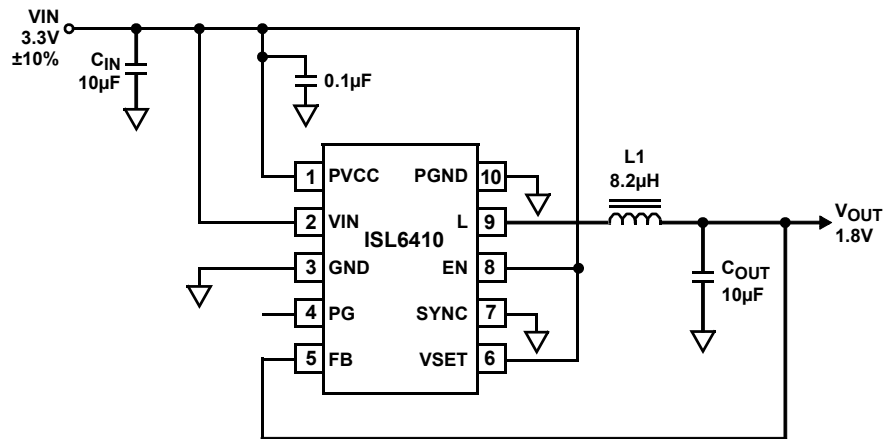 VIN
3.3V
±10%
CIN
10µF
0.1µF
1 PVCC PGND 10
2 VIN L 9
ISL6410
3 GND EN 8
4 PG SYNC 7
5 FB VSET 6
L1
8.2µH
VOUT
1.8V
COUT
10µF